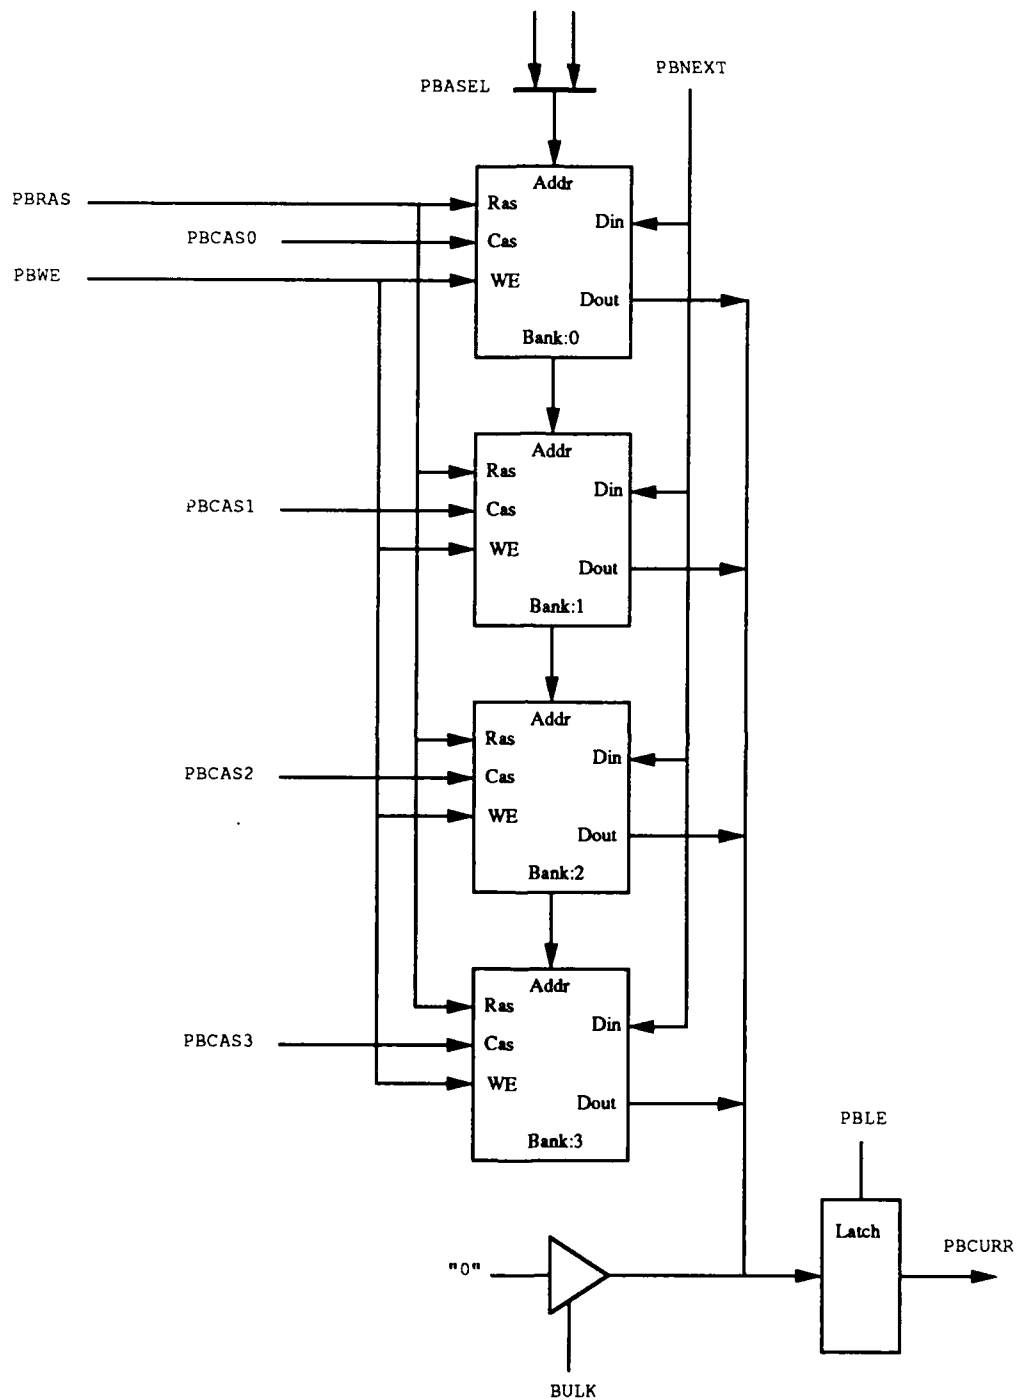 PBASEL
PBNEXT
Addr
PBRAS
Ras
Din
PBCAS0
Cas
PBWE
WE
Dout
Bank:0
Addr
Ras
Din
PBCAS1
Cas
WE
Dout
Bank:1
Addr
Ras
Din
PBCAS2
Cas
WE
Dout
Bank:2
Addr
Ras
Din
PBCAS3
Cas
WE
Dout
Bank:3
PBLE
Latch
PBCURR
"0"
BULK